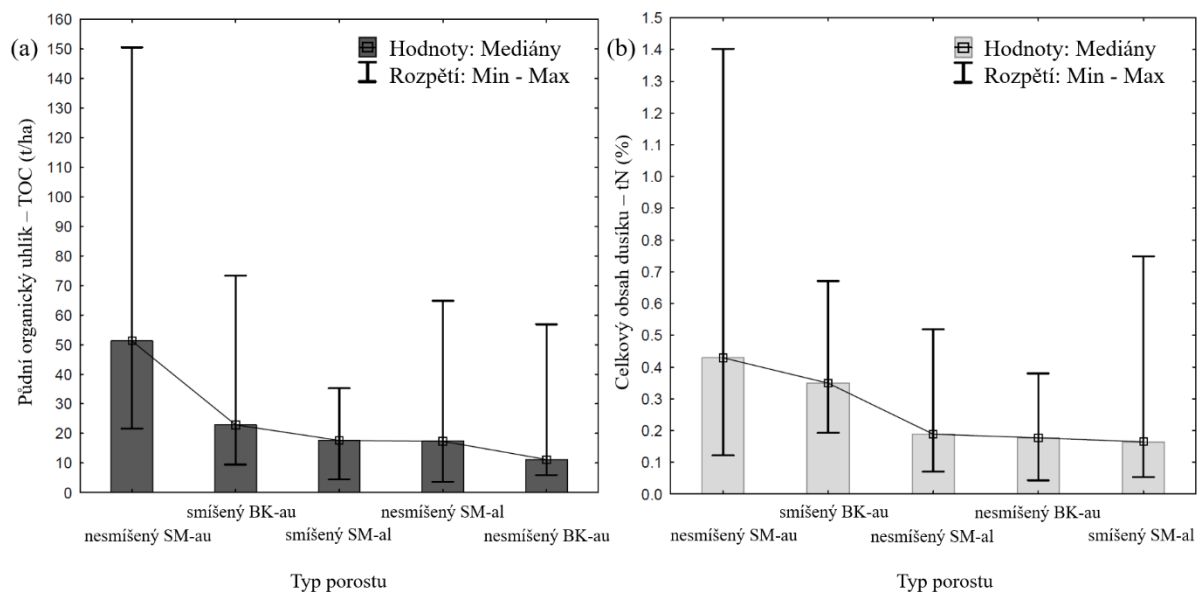 (a)
Hodnoty: Mediány
Rozpětí: Min - Max
Půdní organický uhlík – TOC (t/ha)
160
150
140
130
120
110
100
90
80
70
60
50
40
30
20
10
0
smíšený BK-au
nesmíšený SM-al
nesmíšený SM-au
smíšený SM-al
nesmíšený BK-au
Typ porostu
(b)
Hodnoty: Mediány
Rozpětí: Min - Max
Celkový obsah dusíku – tN (%)
1.5
1.4
1.3
1.2
1.1
1.0
0.9
0.8
0.7
0.6
0.5
0.4
0.3
0.2
0.1
0.0
smíšený BK-au
nesmíšený BK-au
nesmíšený SM-au
nesmíšený SM-al
smíšený SM-al
Typ porostu